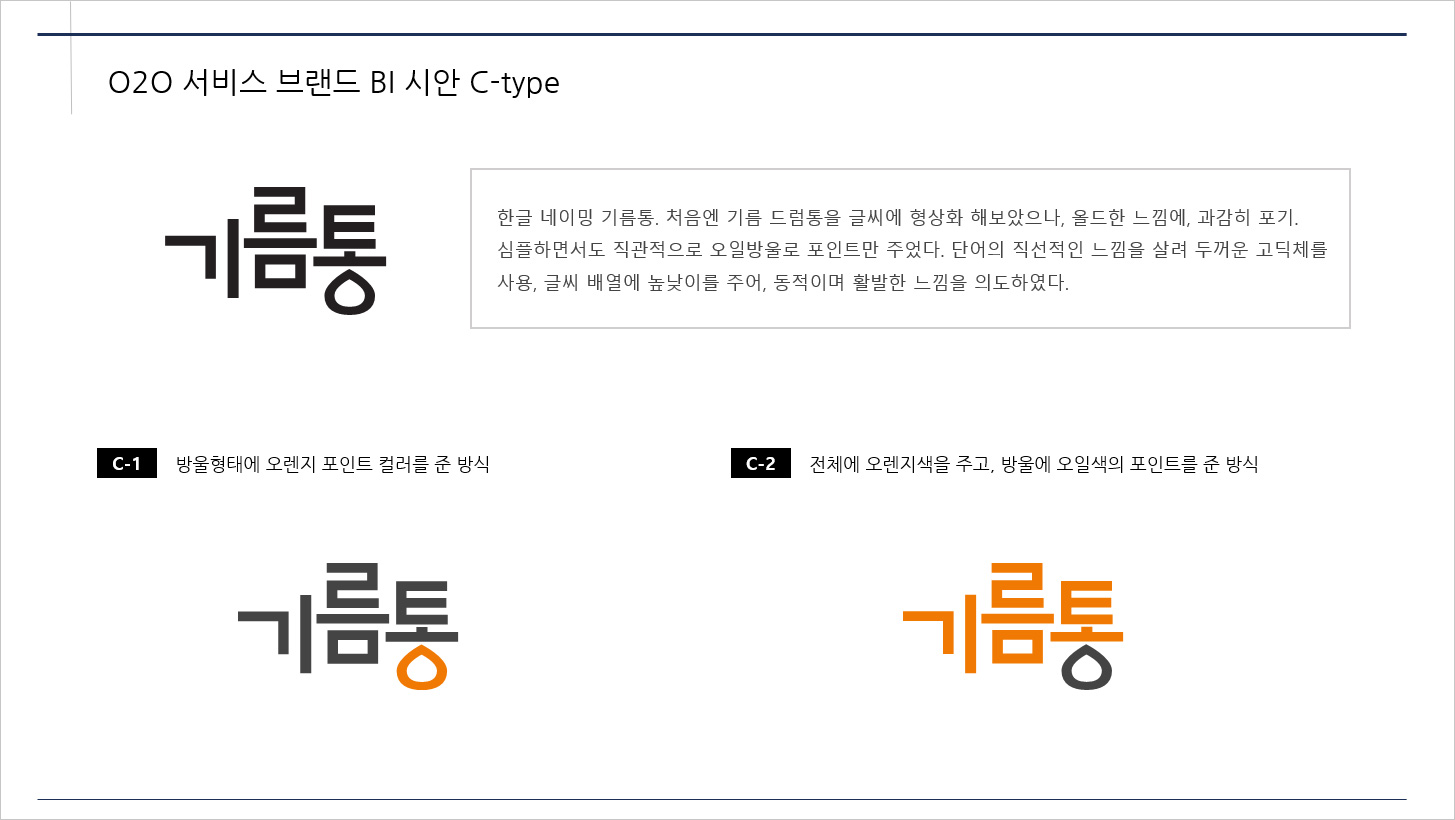 O2O 서비스 브랜드 BI 시안 C-type
기름통
한글 네이밍 기름통. 처음엔 기름 드럼통을 글씨에 형상화 해보았으나, 올드한 느낌에, 과감히 포기.
심플하면서도 직관적으로 오일방울로 포인트만 주었다. 단어의 직선적인 느낌을 살려 두꺼운 고딕체를
사용, 글씨 배열에 높낮이를 주어, 동적이며 활발한 느낌을 의도하였다.
C-1 방울형태에 오렌지 포인트 컬러를 준 방식
기름통
C-2 전체에 오렌지색을 주고, 방울에 오일색의 포인트를 준 방식
기름통